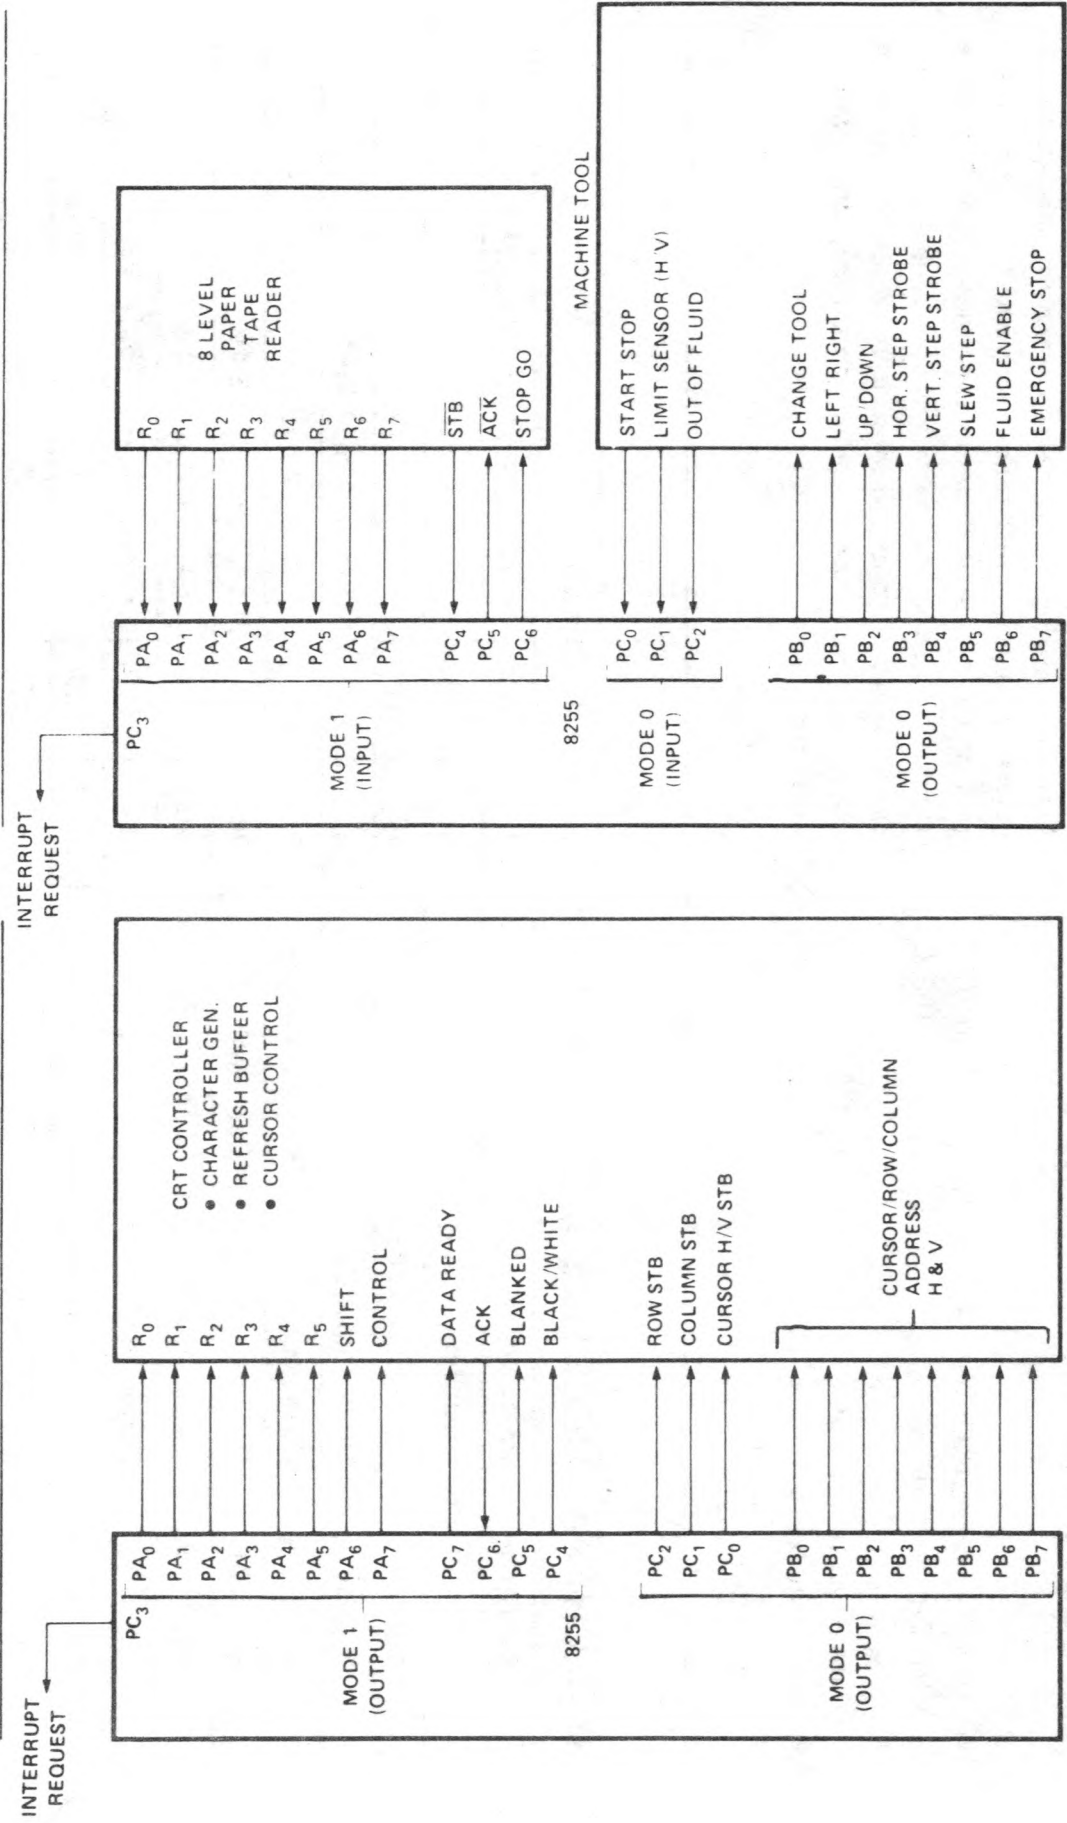 INTERRUPT
REQUEST
PC3
PA0
PA1
PA2
PA3
PA4
PA5
PA6
PA7
PC7
PC6.
PC5
PC4
MODE 1
(OUTPUT)
8255
PC2
PC1
PC0
PB0
PB1
PB2
PB3
PB4
PB5
PB6
PB7
MODE 0
(OUTPUT)
R0
R1
R2
R3
R4
R5
SHIFT
CONTROL
CRT CONTROLLER
• CHARACTER GEN.
• REFRESH BUFFER
• CURSOR CONTROL
DATA READY
ACK
BLANKED
BLACK/WHITE
ROW STB
COLUMN STB
CURSOR H/V STB
CURSOR/ROW/COLUMN
ADDRESS
H & V
INTERRUPT
REQUEST
PC3
PA0
PA1
PA2
PA3
PA4
PA5
PA6
PA7
PC4
PC5
PC6
MODE 1
(INPUT)
8255
PC0
PC1
PC2
MODE 0
(INPUT)
PB0
PB1
PB2
PB3
PB4
PB5
PB6
PB7
MODE 0
(OUTPUT)
R0
R1
R2
R3
R4
R5
R6
R7
8 LEVEL
PAPER
TAPE
READER
STB
ACK
STOP GO
MACHINE TOOL
START STOP
LIMIT SENSOR (H V)
OUT OF FLUID
CHANGE TOOL
LEFT RIGHT
UP DOWN
HOR. STEP STROBE
VERT. STEP STROBE
SLEW STEP
FLUID ENABLE
EMERGENCY STOP